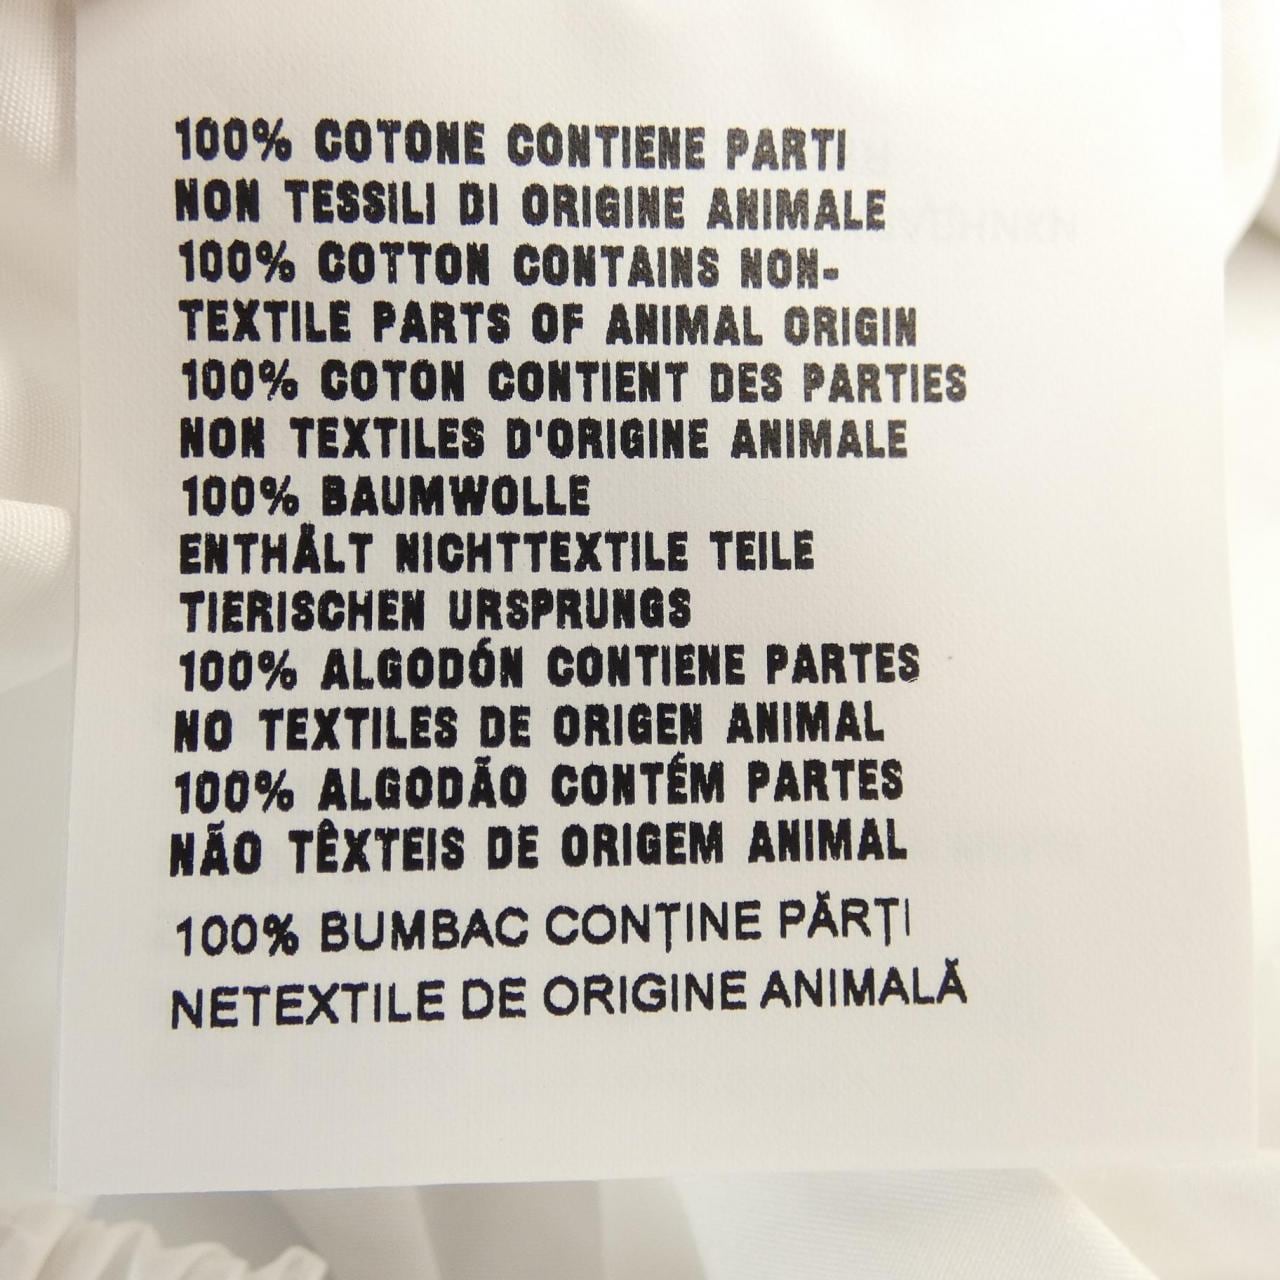 100% COTONE CONTIENE PARTI
NON TESSILI DI ORIGINE ANIMALE
100% COTTON CONTAINS NON-
TEXTILE PARTS OF ANIMAL ORIGIN
100% COTON CONTIENT DES PARTIES
NON TEXTILES D'ORIGINE ANIMALE
100% BAUMWOLLE
ENTHÅLT NICHTTEXTILE TEILE
TIERISCHEN URSPRUNGS
100% ALGODÓN CONTIENE PARTES
NO TEXTILES DE ORIGEN ANIMAL
100% ALGODÃO CONTÉM PARTES
NÃO TÊXTEIS DE ORIGEM ANIMAL
100% BUMBAC CONȚINE PĂRȚI
NETEXTILE DE ORIGINE ANIMALĂ